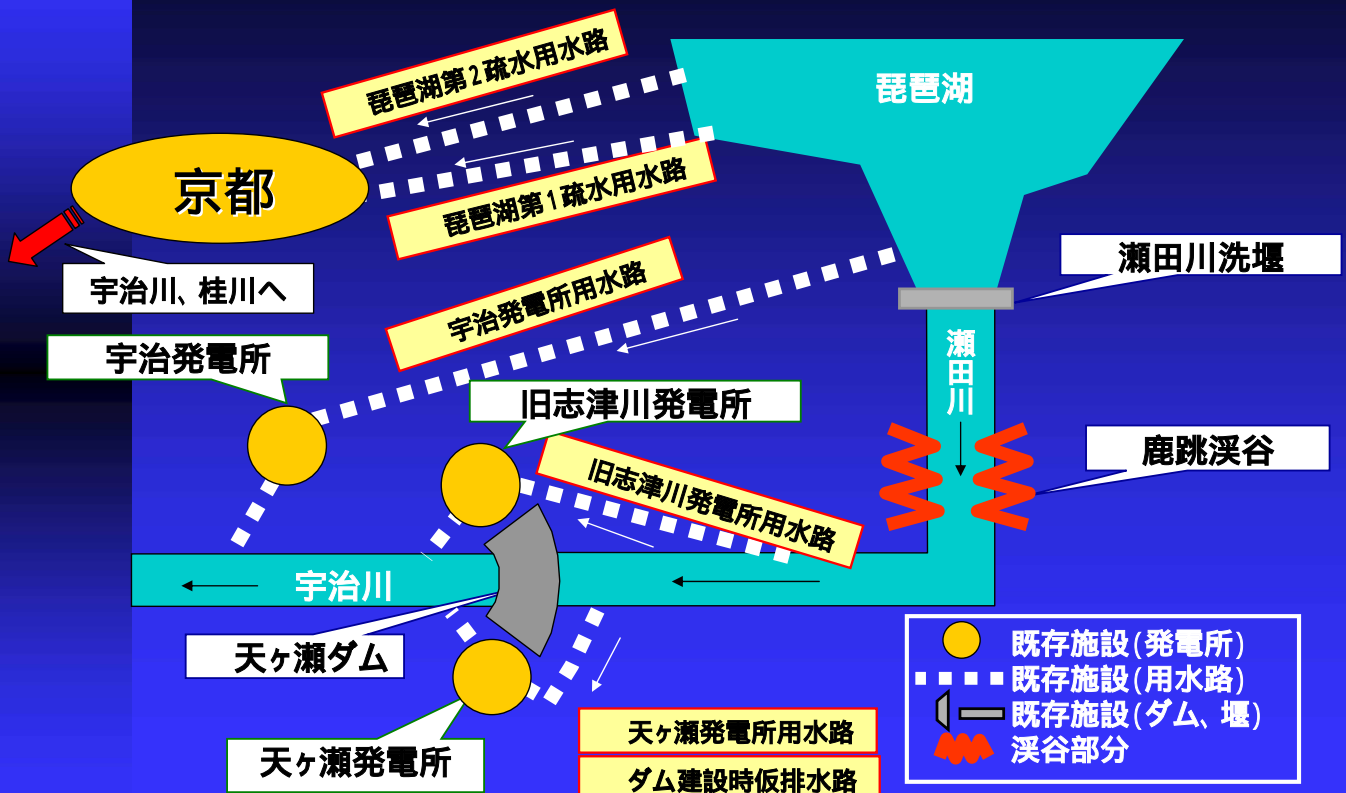 琵琶湖第2疏水用水路
琵琶湖
京都
琵琶湖第1疏水用水路
瀬田川洗堰
宇治川、桂川へ
宇治発電所用水路
宇治発電所
瀬田川
旧志津川発電所
鹿跳渓谷
旧志津川発電所用水路
宇治川
天ヶ瀬ダム
天ヶ瀬発電所
天ヶ瀬発電所用水路
ダム建設時仮排水路
既存施設(発電所)
既存施設(用水路)
既存施設(ダム、堰)
渓谷部分